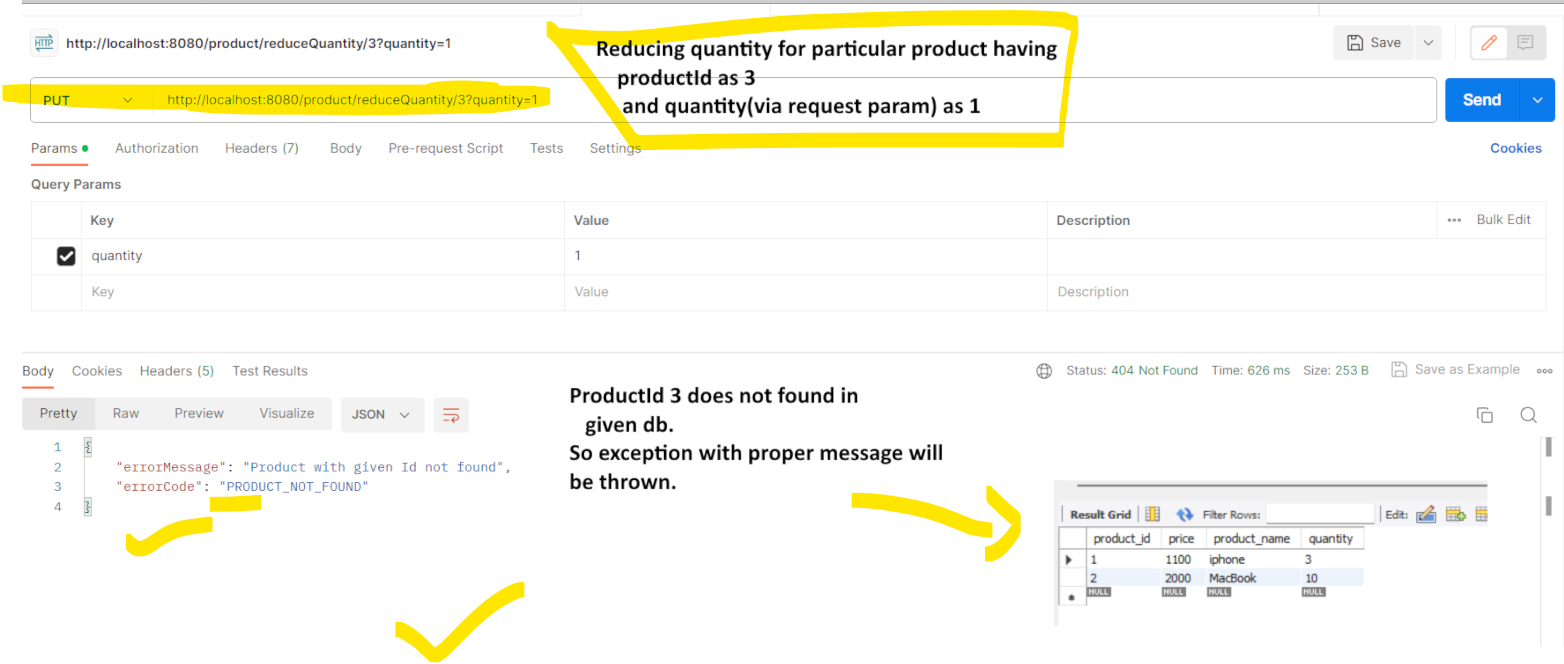 HTTP http://localhost:8080/product/reduceQuantity/3?quantity=1
Save
Reducing quantity for particular product having
productId as 3
and quantity(via request param) as 1
PUT http://localhost:8080/product/reduceQuantity/3?quantity=1
Send
Params Authorization Headers (7) Body Pre-request Script Tests Settings Cookies
Query Params
Key Value Description Bulk Edit
quantity 1
Key Value Description
Body Cookies Headers (5) Test Results
Status: 404 Not Found Time: 626 ms Size: 253 B Save as Example
Pretty Raw Preview Visualize JSON
1 {
2 "errorMessage": "Product with given Id not found",
3 "errorCode": "PRODUCT_NOT_FOUND"
4 }
ProductId 3 does not found in
given db.
So exception with proper message will
be thrown.
Result Grid Filter Rows: Edit:
product_id price product_name quantity
1 1100 iphone 3
2 2000 MacBook 10
NULL NULL NULL NULL